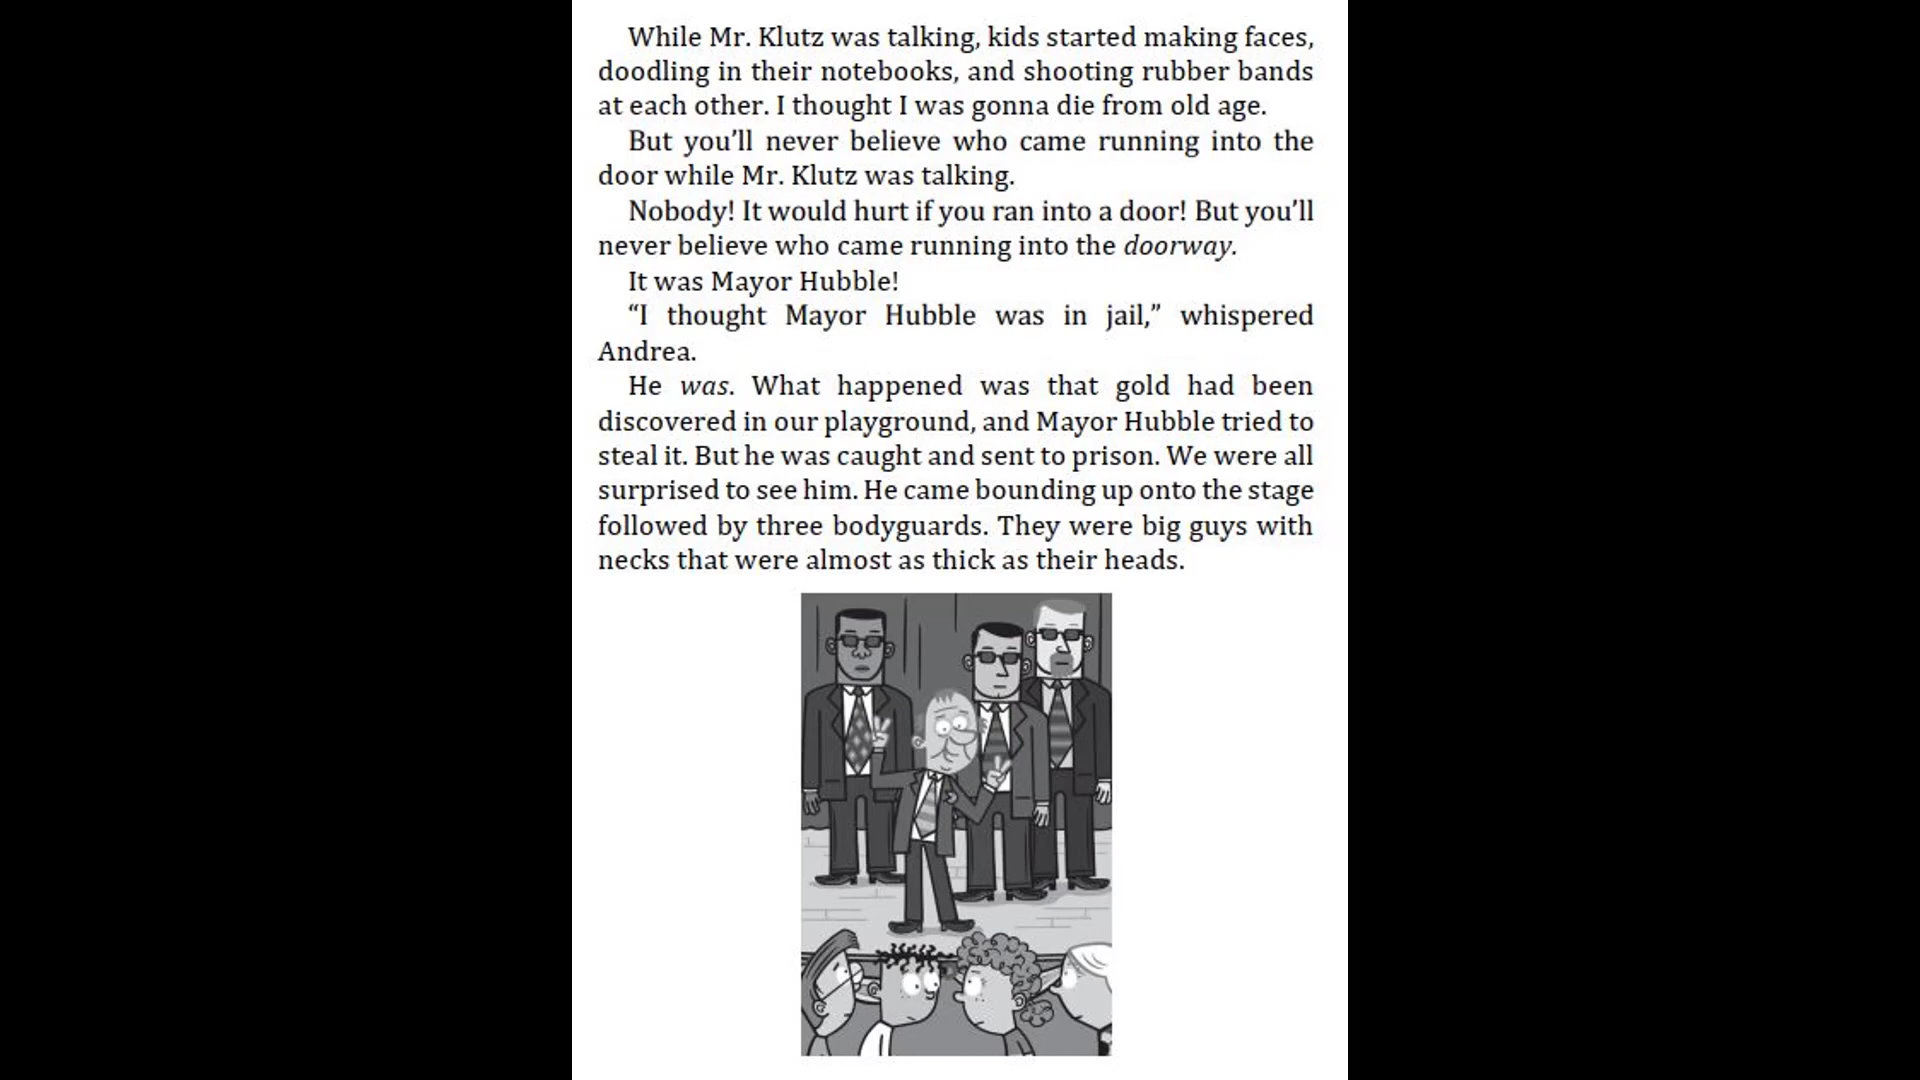 While Mr. Klutz was talking, kids started making faces,
doodling in their notebooks, and shooting rubber bands
at each other. I thought I was gonna die from old age.
But you’ll never believe who came running into the
door while Mr. Klutz was talking.
Nobody! It would hurt if you ran into a door! But you’ll
never believe who came running into the doorway.
It was Mayor Hubble!
“I thought Mayor Hubble was in jail,” whispered
Andrea.
He was. What happened was that gold had been
discovered in our playground, and Mayor Hubble tried to
steal it. But he was caught and sent to prison. We were all
surprised to see him. He came bounding up onto the stage
followed by three bodyguards. They were big guys with
necks that were almost as thick as their heads.